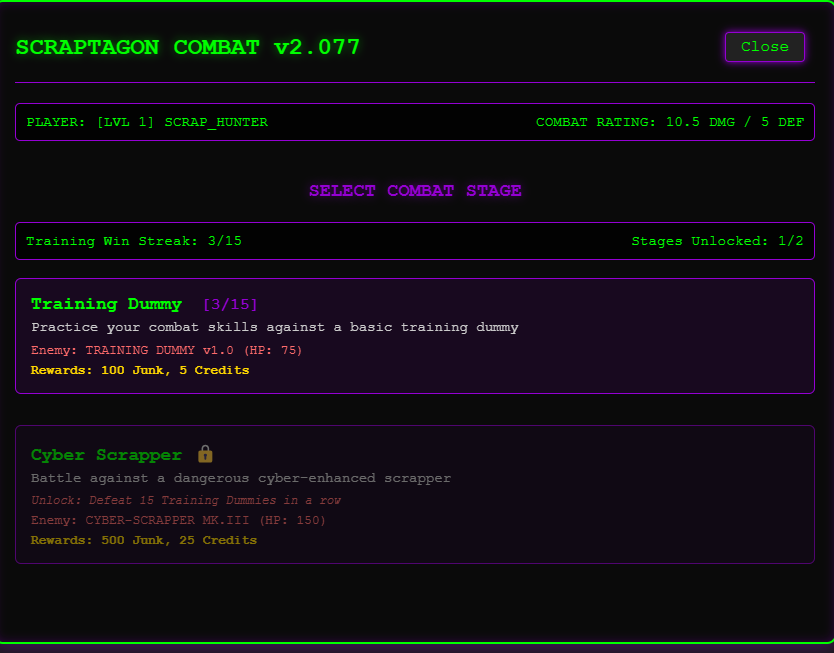 SCRAPTAGON COMBAT v2.077
Close
PLAYER: [LVL 1] SCRAP_HUNTER
COMBAT RATING: 10.5 DMG / 5 DEF
SELECT COMBAT STAGE
Training Win Streak: 3/15
Stages Unlocked: 1/2
Training Dummy [3/15]
Practice your combat skills against a basic training dummy
Enemy: TRAINING DUMMY v1.0 (HP: 75)
Rewards: 100 Junk, 5 Credits
Cyber Scrapper
Battle against a dangerous cyber-enhanced scrapper
Unlock: Defeat 15 Training Dummies in a row
Enemy: CYBER-SCRAPPER MK.III (HP: 150)
Rewards: 500 Junk, 25 Credits